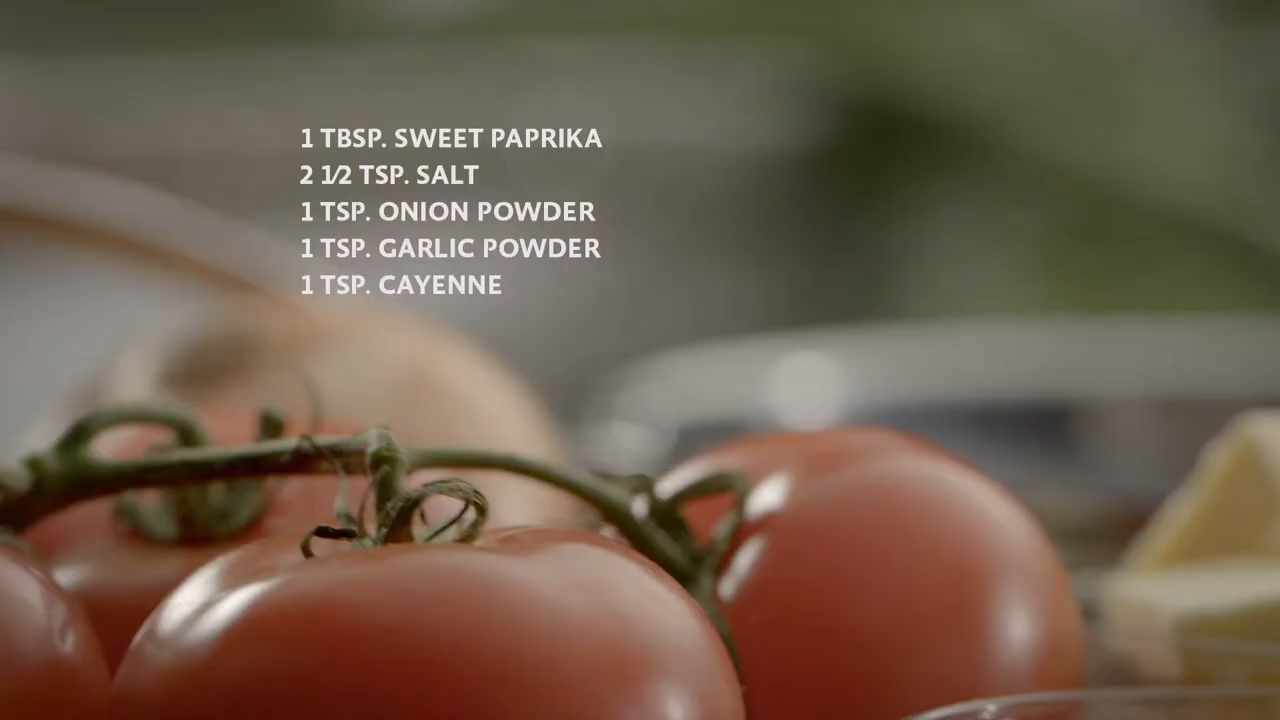 1 TBSP. SWEET PAPRIKA
2 1/2 TSP. SALT
1 TSP. ONION POWDER
1 TSP. GARLIC POWDER
1 TSP. CAYENNE